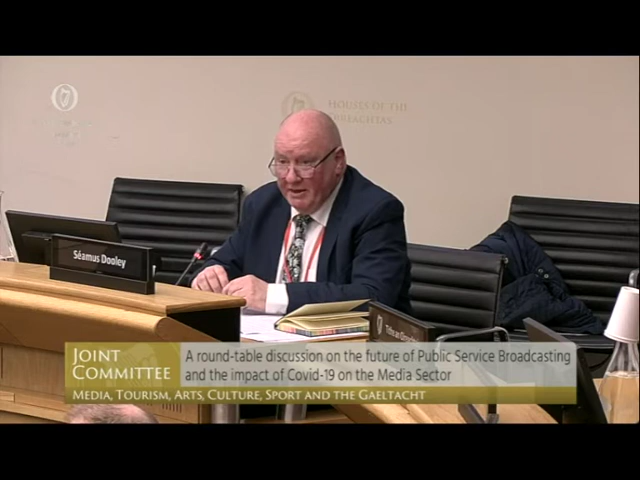 HOUSES OF THE
OIREACHTAS
Séamus Dooley
JOINT
COMMITTEE
A round-table discussion on the future of Public Service Broadcasting
and the impact of Covid-19 on the Media Sector
MEDIA, TOURISM, ARTS, CULTURE, SPORT AND THE GAELTACHT